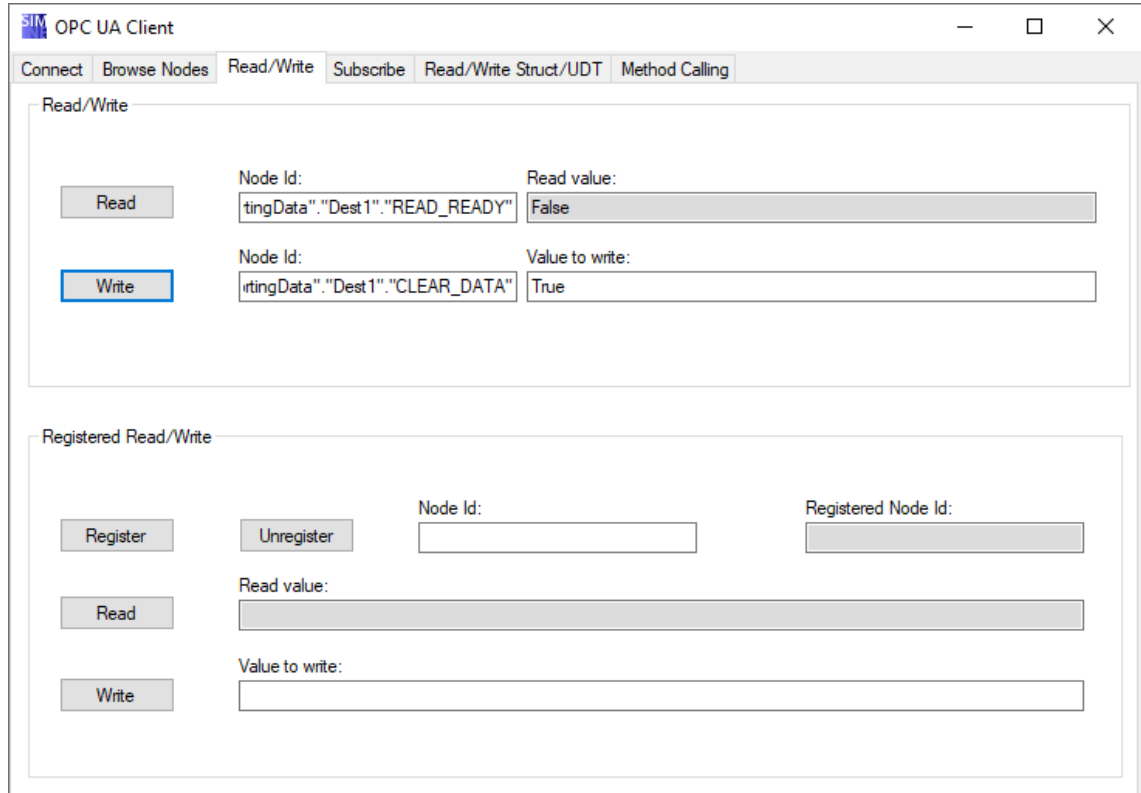 OPC UA Client
Connect Browse Nodes Read/Write Subscribe Read/Write Struct/UDT Method Calling
Read/Write
Node Id: Read value:
Read tingData"."Dest1"."READ_READY" False
Node Id: Value to write:
Write rtingData"."Dest1"."CLEAR_DATA" True
Registered Read/Write
Node Id: Registered Node Id:
Register Unregister
Read value:
Read
Value to write:
Write